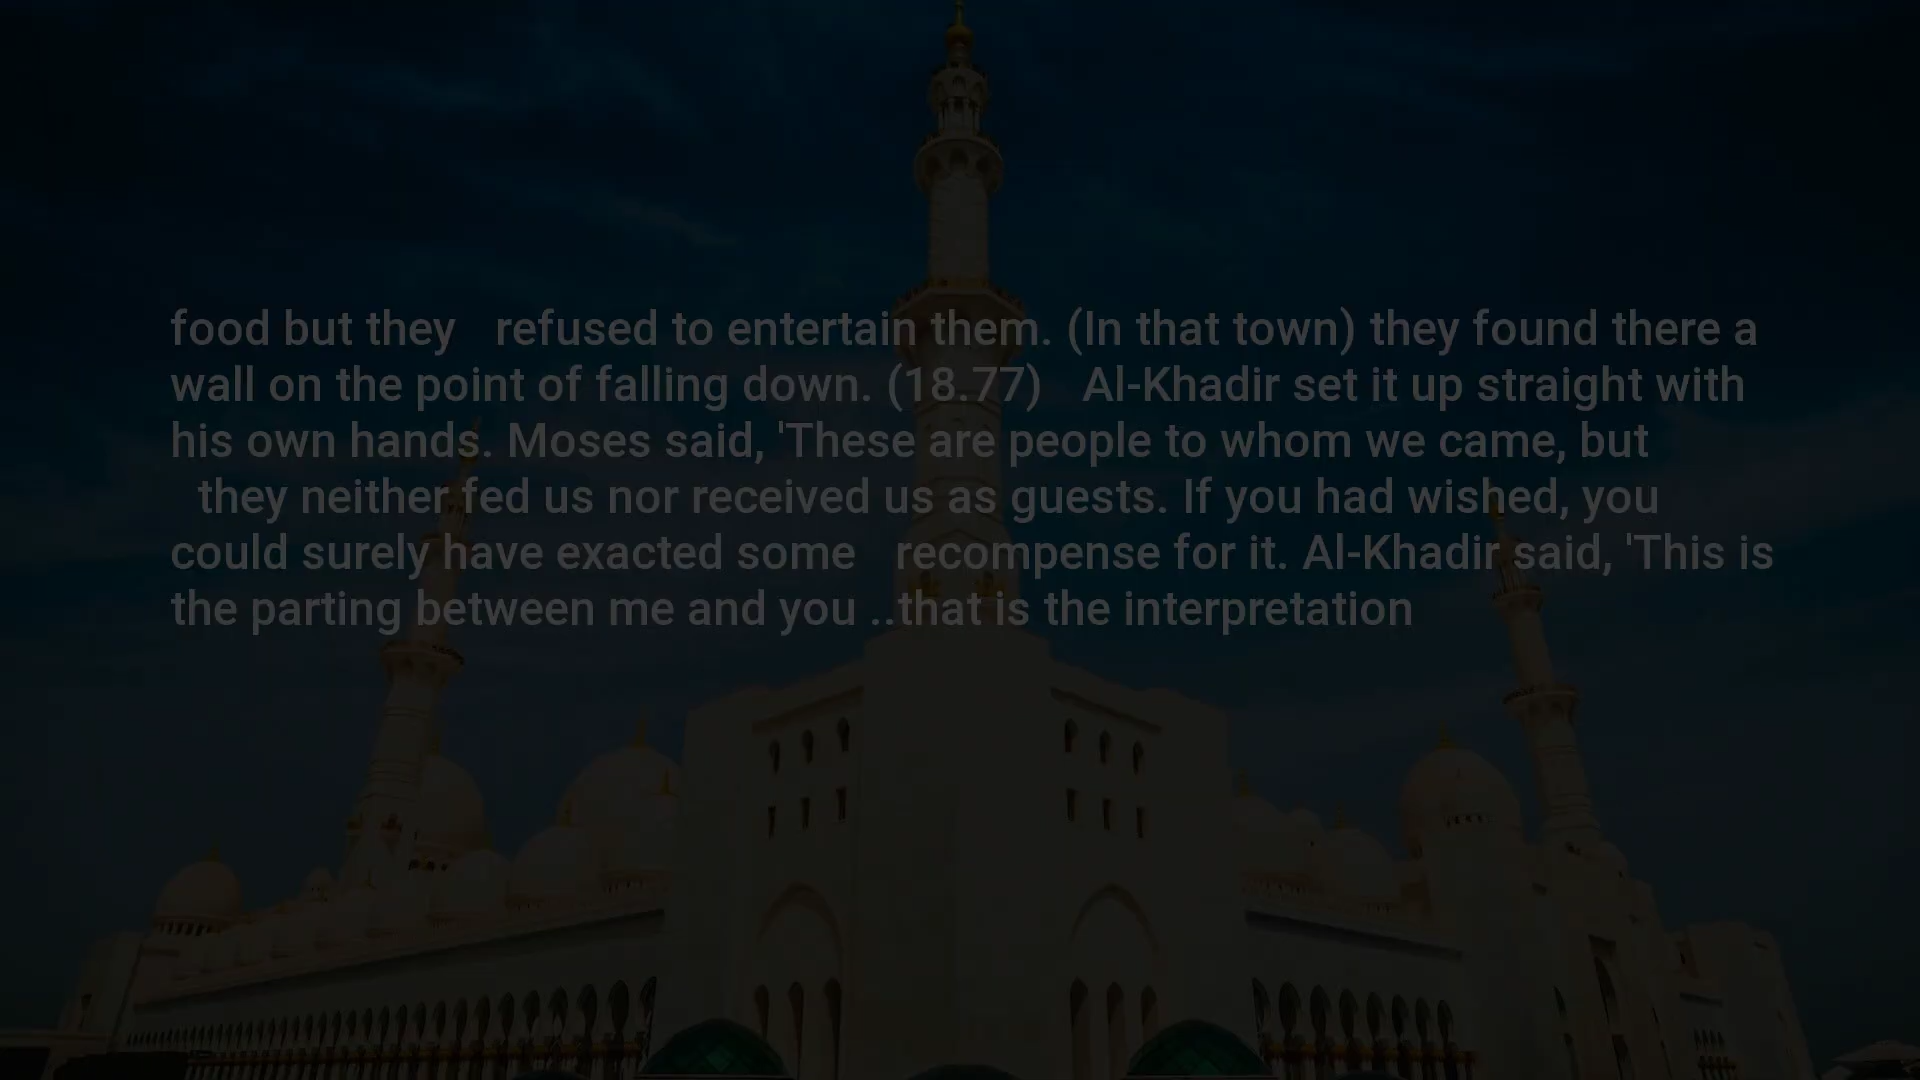 food but they   refused to entertain them. (In that town) they found there a
wall on the point of falling down. (18.77)   Al-Khadir set it up straight with
his own hands. Moses said, 'These are people to whom we came, but
  they neither fed us nor received us as guests. If you had wished, you
could surely have exacted some   recompense for it. Al-Khadir said, 'This is
the parting between me and you ..that is the interpretation